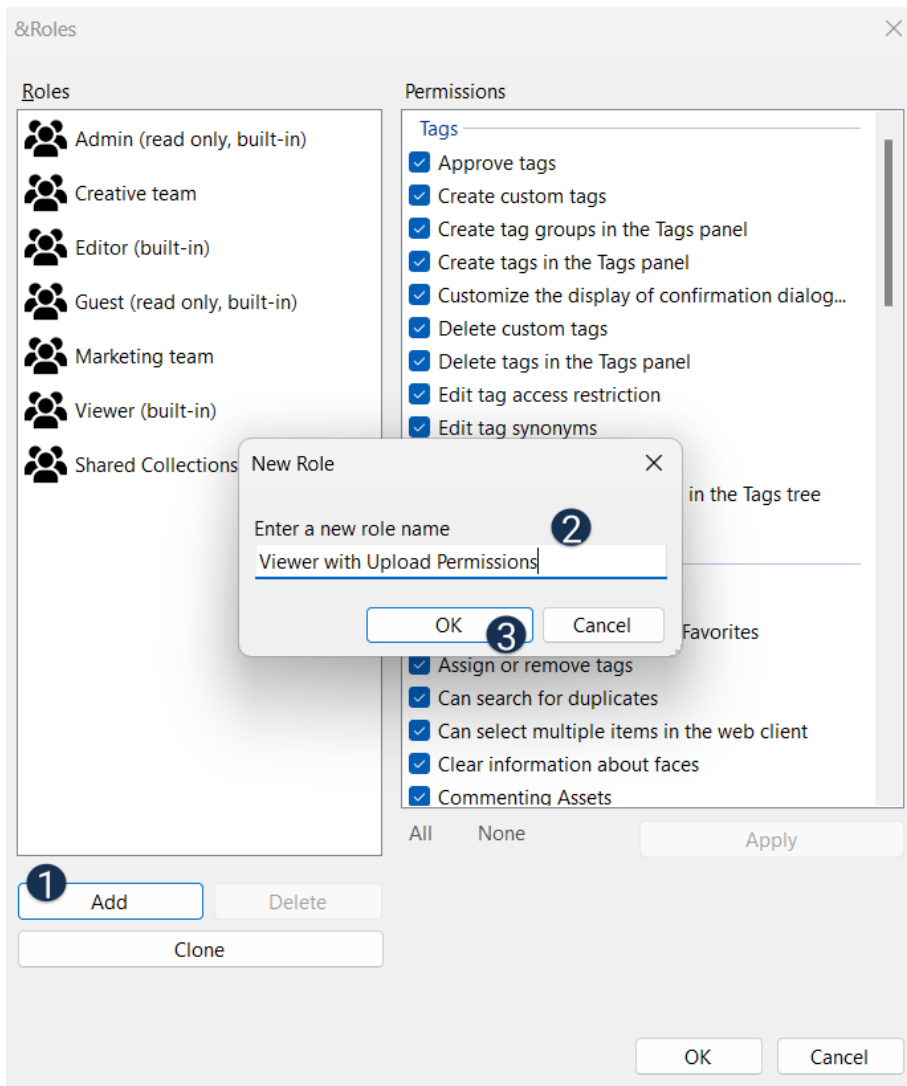 &Roles
Roles
Admin (read only, built-in)
Creative team
Editor (built-in)
Guest (read only, built-in)
Marketing team
Viewer (built-in)
Shared Collections
1
Add
Delete
Clone
Permissions
Tags
Approve tags
Create custom tags
Create tag groups in the Tags panel
Create tags in the Tags panel
Customize the display of confirmation dialog...
Delete custom tags
Delete tags in the Tags panel
Edit tag access restriction
Edit tag synonyms
in the Tags tree
Favorites
Assign or remove tags
Can search for duplicates
Can select multiple items in the web client
Clear information about faces
Commenting Assets
All None
Apply
New Role
Enter a new role name
2
Viewer with Upload Permissions
OK
3
Cancel
OK
Cancel